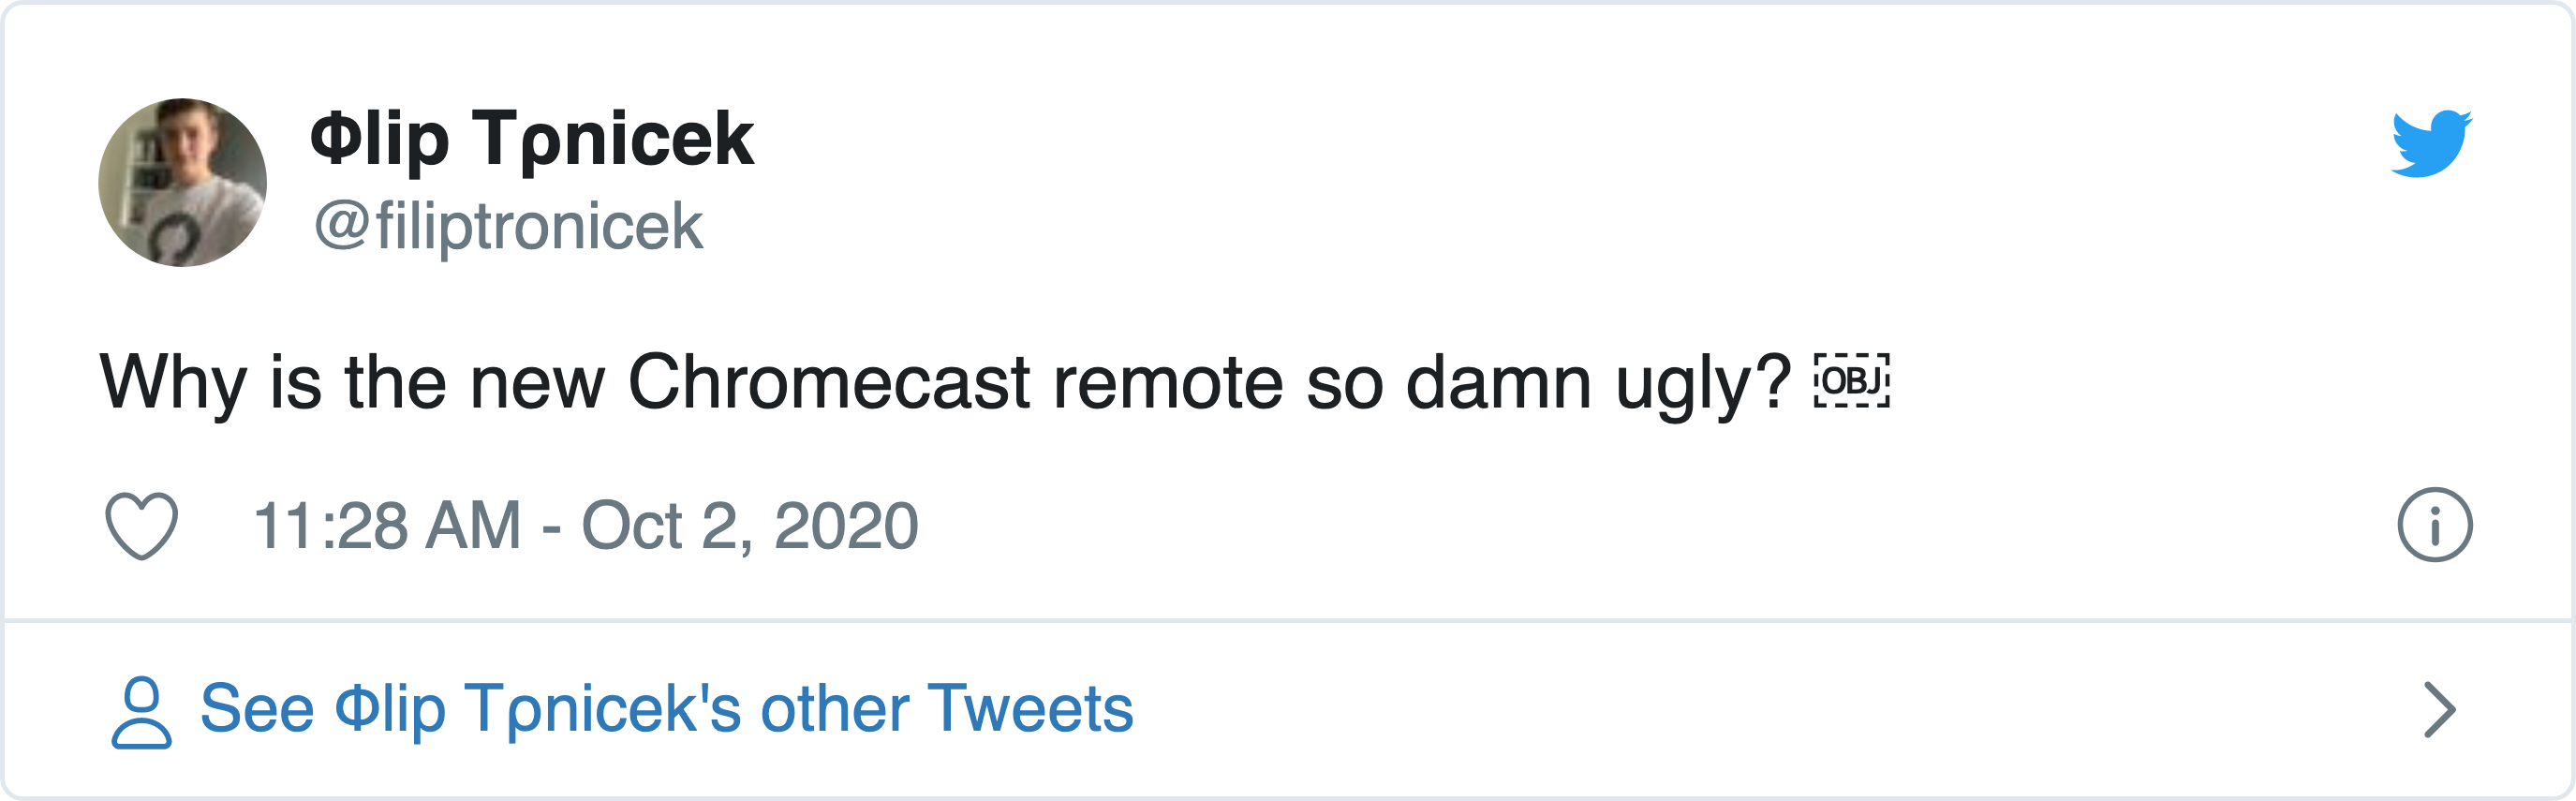 Φlip Tρnicek
@filiptronicek
Why is the new Chromecast remote so damn ugly? ￼
11:28 AM - Oct 2, 2020
See Φlip Tρnicek's other Tweets